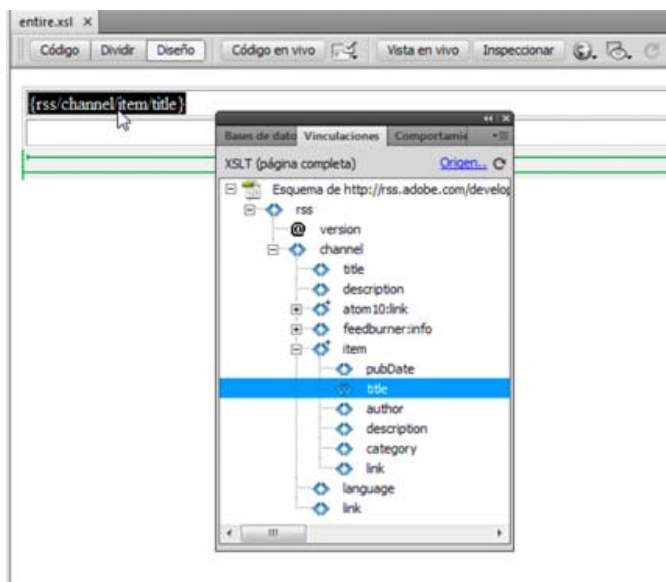 entire.xsl ×
Código Dividir Diseño Código en vivo Vista en vivo Inspeccionar
{rss/channel/item/title}
Bases de dato Vinculaciones Comportamie
XSLT (página completa) Origen...
Esquema de http://rss.adobe.com/develop
rss
@ version
channel
title
description
atom10:link
feedburner:info
item
pubDate
title
author
description
category
link
language
link